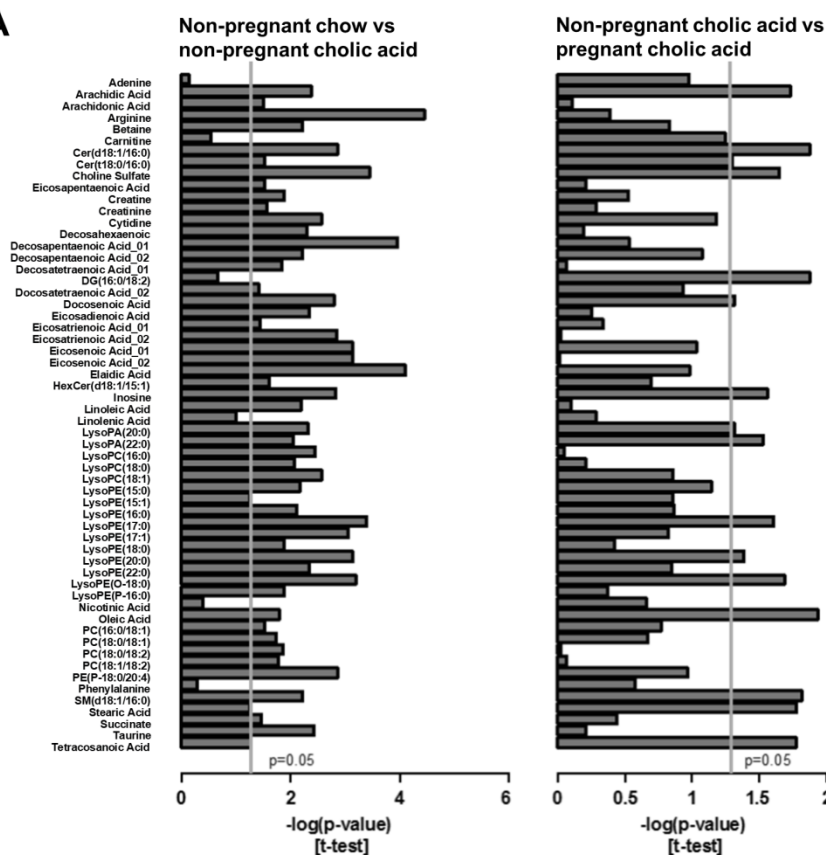 A
Non-pregnant chow vs
non-pregnant cholic acid
Non-pregnant cholic acid vs
pregnant cholic acid
Adenine
Arachidic Acid
Arachidonic Acid
Arginine
Betaine
Carnitine
Cer(d18:1/16:0)
Cer(t18:0/16:0)
Choline Sulfate
Eicosapentaenoic Acid
Creatine
Creatinine
Cytidine
Decosahexaenoic
Decosapentaenoic Acid_01
Decosapentaenoic Acid_02
Decosatetraenoic Acid_01
DG(16:0/18:2)
Docosatetraenoic Acid_02
Docosenoic Acid
Eicosadienoic Acid
Eicosatrienoic Acid_01
Eicosatrienoic Acid_02
Eicosenoic Acid_01
Eicosenoic Acid_02
Elaidic Acid
HexCer(d18:1/15:1)
Inosine
Linoleic Acid
Linolenic Acid
LysoPA(20:0)
LysoPA(22:0)
LysoPC(16:0)
LysoPC(18:0)
LysoPC(18:1)
LysoPE(15:0)
LysoPE(15:1)
LysoPE(16:0)
LysoPE(17:0)
LysoPE(17:1)
LysoPE(18:0)
LysoPE(20:0)
LysoPE(22:0)
LysoPE(O-18:0)
LysoPE(P-16:0)
Nicotinic Acid
Oleic Acid
PC(16:0/18:1)
PC(18:0/18:1)
PC(18:0/18:2)
PC(18:1/18:2)
PE(P-18:0/20:4)
Phenylalanine
SM(d18:1/16:0)
Stearic Acid
Succinate
Taurine
Tetracosanoic Acid
p=0.05
p=0.05
0 2 4 6
0 0.5 1 1.5 2
-log(p-value)
[t-test]
-log(p-value)
[t-test]